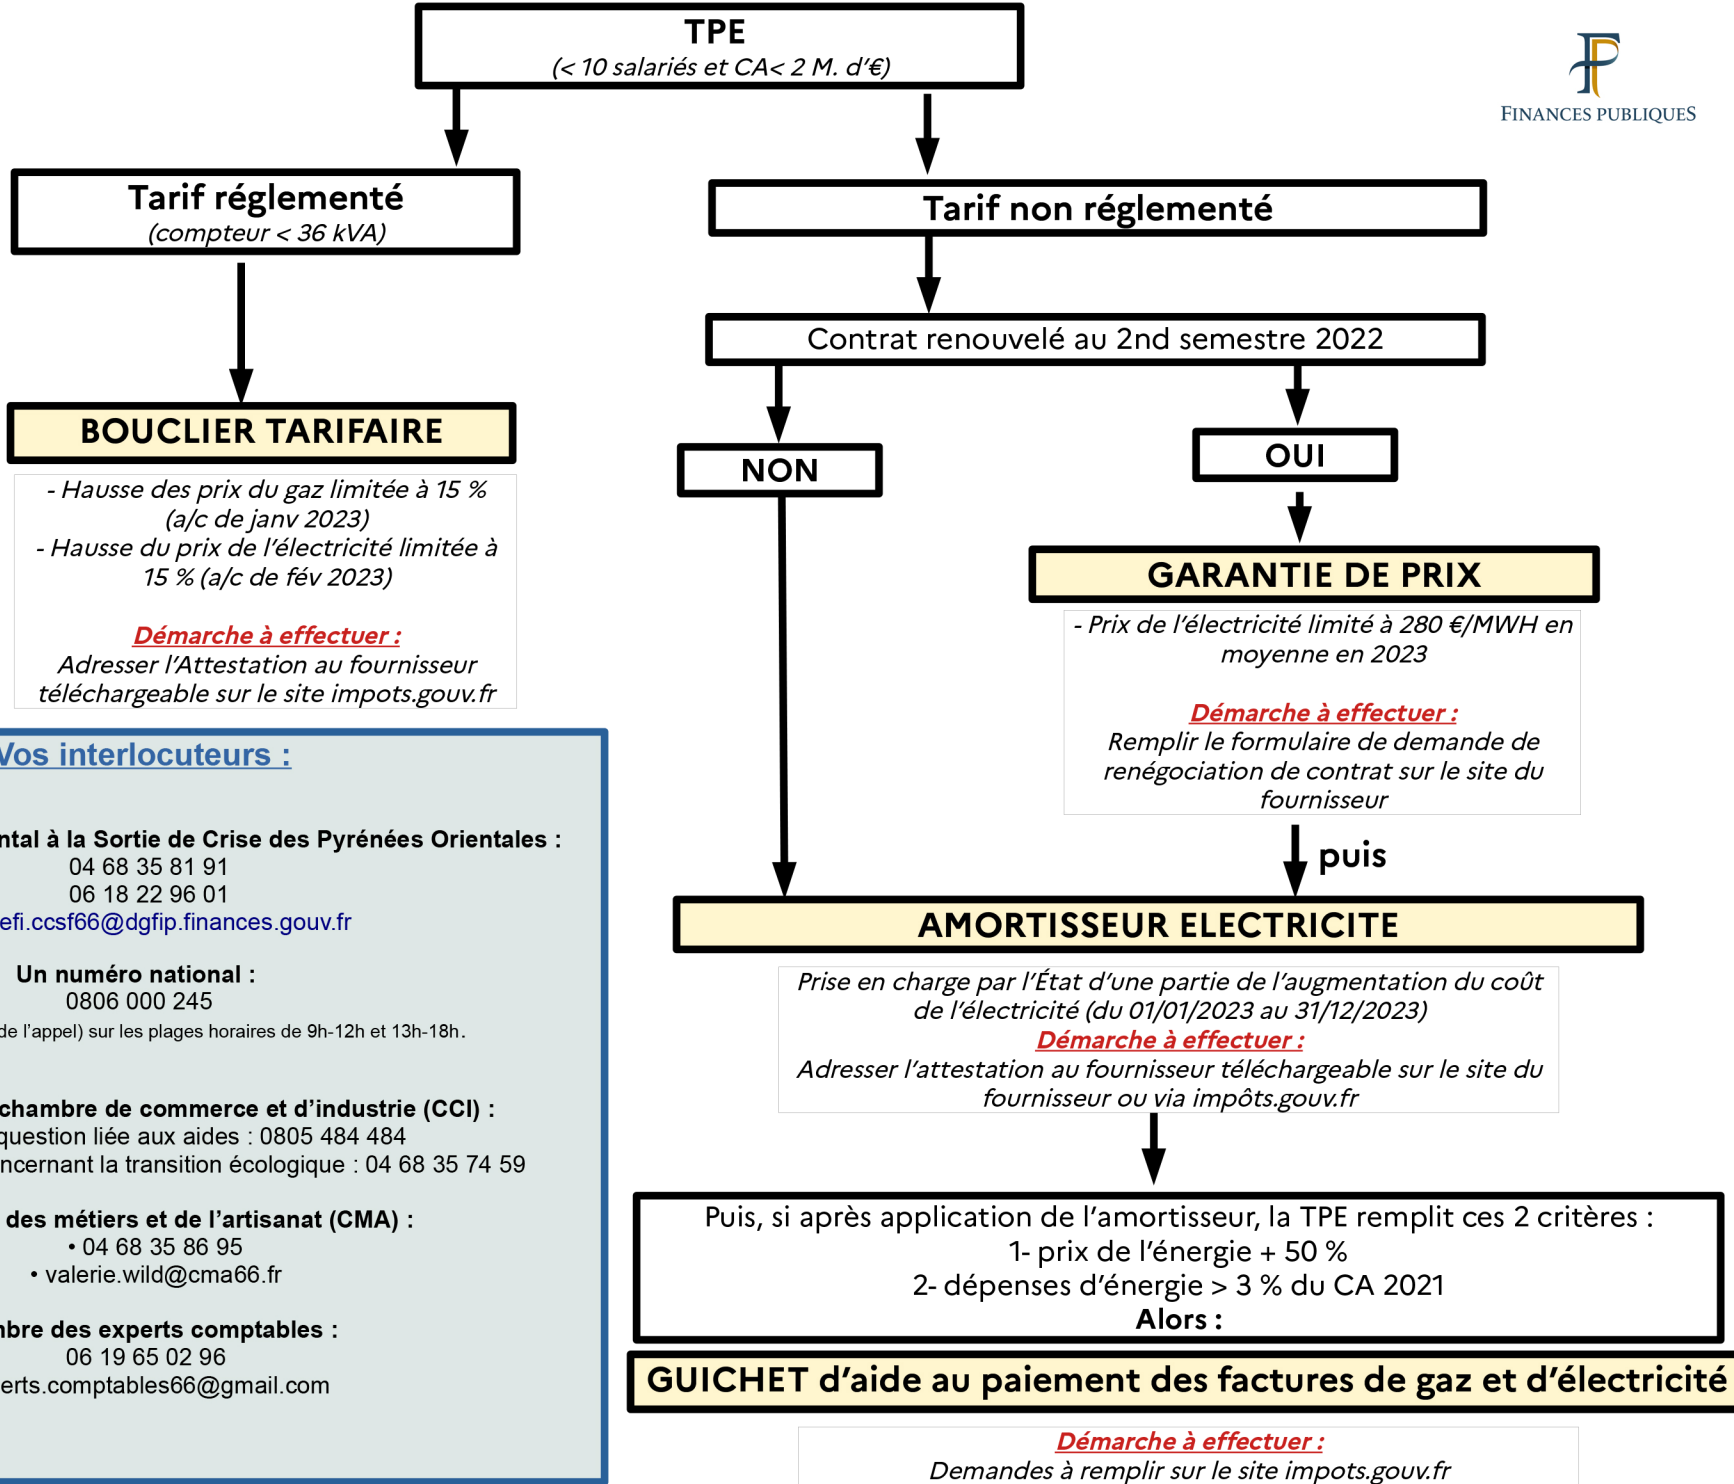 TPE
(< 10 salariés et CA< 2 M. d'€)
FINANCES PUBLIQUES
Tarif réglementé
(compteur < 36 kVA)
Tarif non réglementé
Contrat renouvelé au 2nd semestre 2022
BOUCLIER TARIFAIRE
- Hausse des prix du gaz limitée à 15 %
(a/c de janv 2023)
- Hausse du prix de l'électricité limitée à
15 % (a/c de fév 2023)
Démarche à effectuer :
Adresser l'Attestation au fournisseur
téléchargeable sur le site impots.gouv.fr
NON
OUI
GARANTIE DE PRIX
- Prix de l'électricité limité à 280 €/MWH en
moyenne en 2023
Démarche à effectuer :
Remplir le formulaire de demande de
renégociation de contrat sur le site du
fournisseur
puis
AMORTISSEUR ELECTRICITE
Prise en charge par l'État d'une partie de l'augmentation du coût
de l'électricité (du 01/01/2023 au 31/12/2023)
Démarche à effectuer :
Adresser l'attestation au fournisseur téléchargeable sur le site du
fournisseur ou via impôts.gouv.fr
Puis, si après application de l'amortisseur, la TPE remplit ces 2 critères :
1- prix de l'énergie + 50 %
2- dépenses d'énergie > 3 % du CA 2021
Alors :
GUICHET d'aide au paiement des factures de gaz et d'électricité
Démarche à effectuer :
Demandes à remplir sur le site impots.gouv.fr
Vos interlocuteurs :
ntal à la Sortie de Crise des Pyrénées Orientales :
04 68 35 81 91
06 18 22 96 01
efi.ccsf66@dgfip.finances.gouv.fr
Un numéro national :
0806 000 245
de l'appel) sur les plages horaires de 9h-12h et 13h-18h.
chambre de commerce et d'industrie (CCI) :
question liée aux aides : 0805 484 484
ncernant la transition écologique : 04 68 35 74 59
des métiers et de l'artisanat (CMA) :
• 04 68 35 86 95
• valerie.wild@cma66.fr
mbre des experts comptables :
06 19 65 02 96
erts.comptables66@gmail.com